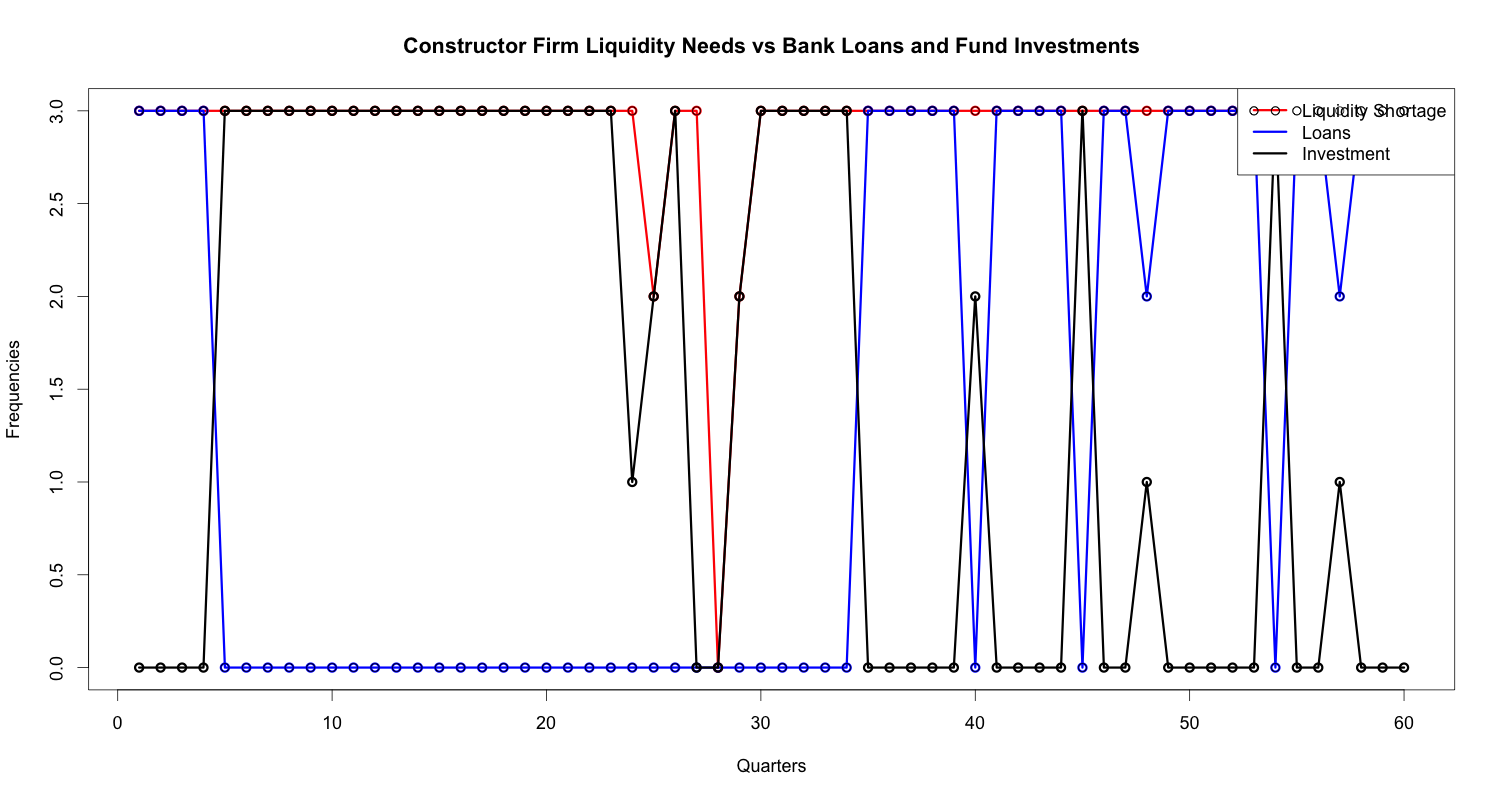 Constructor Firm Liquidity Needs vs Bank Loans and Fund Investments
Liquidity Shortage
Loans
Investment
Frequencies
3.0
2.5
2.0
1.5
1.0
0.5
0.0
0 10 20 30 40 50 60
Quarters